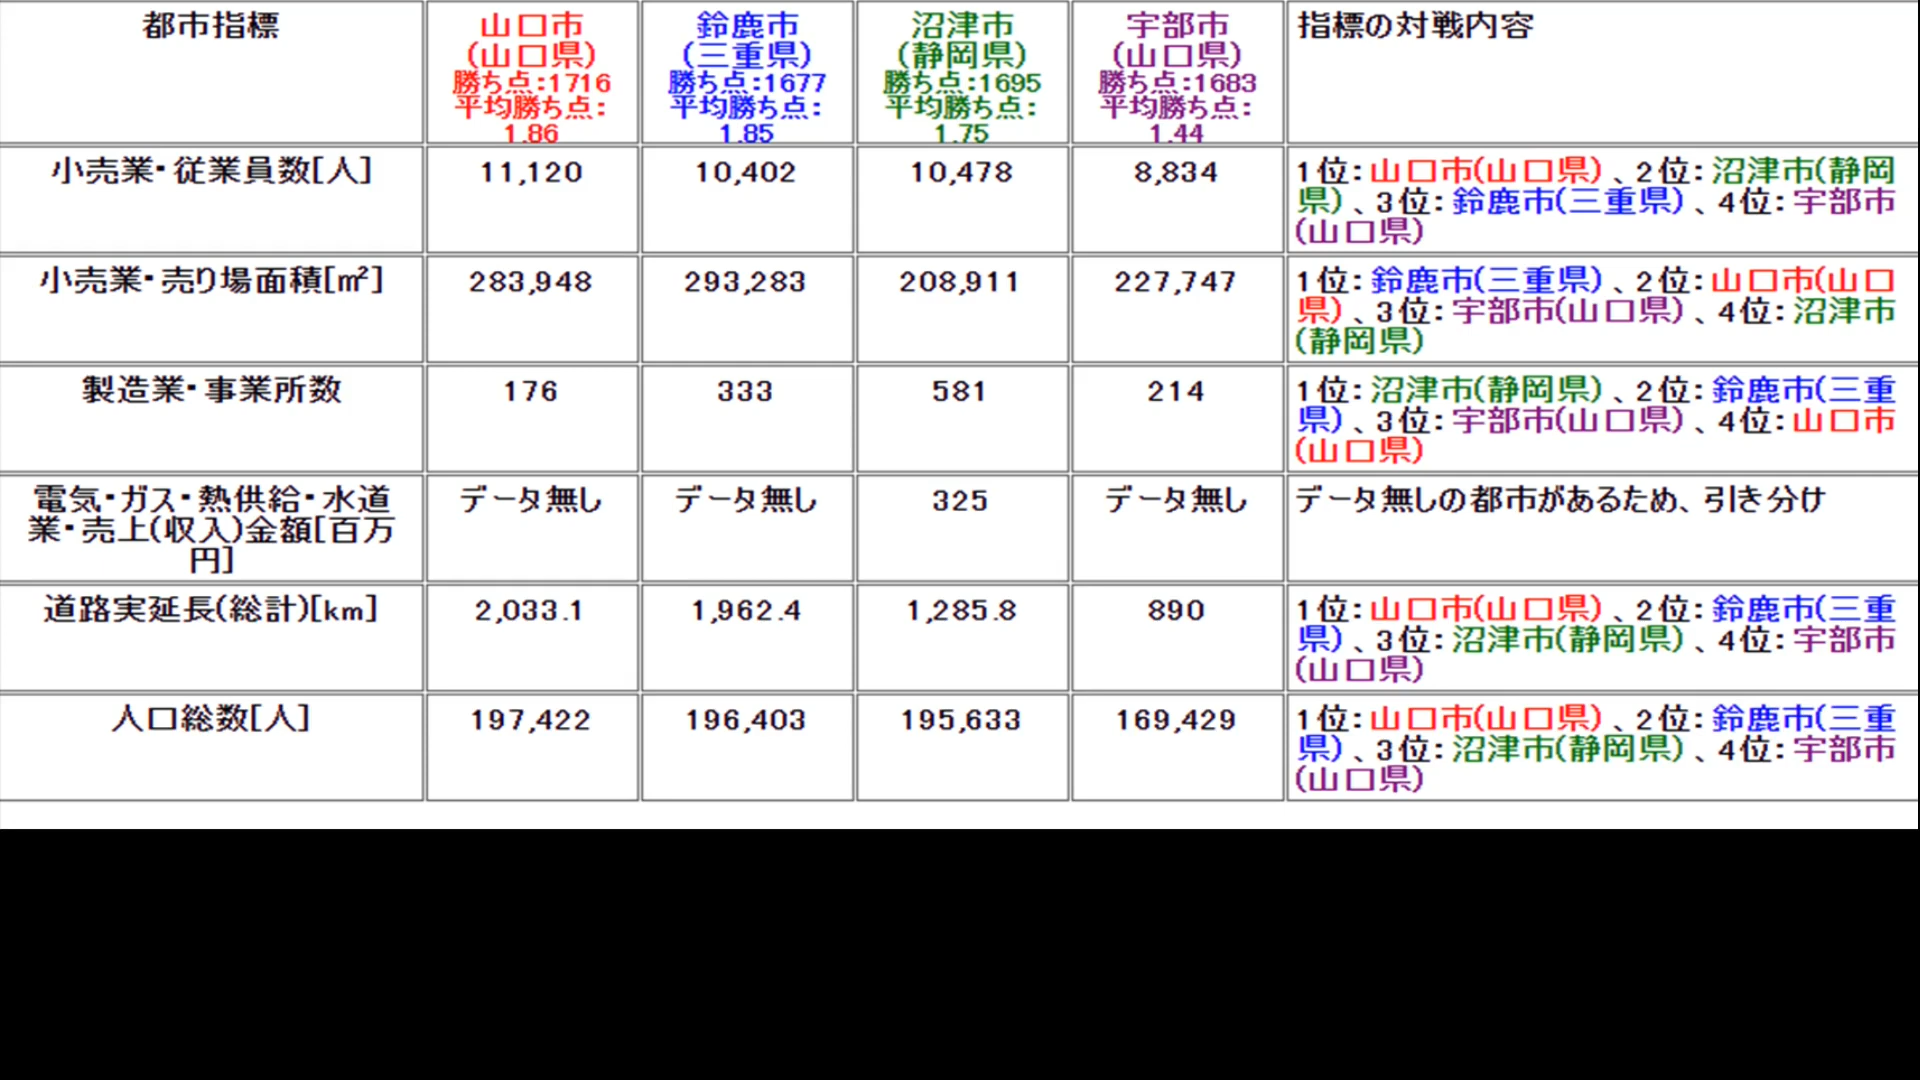 都市指標
山口市
(山口県)
勝ち点:1716
平均勝ち点:
1.86
鈴鹿市
(三重県)
勝ち点:1677
平均勝ち点:
1.85
沼津市
(静岡県)
勝ち点:1695
平均勝ち点:
1.75
宇部市
(山口県)
勝ち点:1683
平均勝ち点:
1.44
指標の対戦内容
小売業・従業員数[人]
11,120
10,402
10,478
8,834
1位:山口市(山口県)、2位:沼津市(静岡
県)、3位:鈴鹿市(三重県)、4位:宇部市
(山口県)
小売業・売り場面積[㎡]
283,948
293,283
208,911
227,747
1位:鈴鹿市(三重県)、2位:山口市(山口
県)、3位:宇部市(山口県)、4位:沼津市
(静岡県)
製造業・事業所数
176
333
581
214
1位:沼津市(静岡県)、2位:鈴鹿市(三重
県)、3位:宇部市(山口県)、4位:山口市
(山口県)
電気・ガス・熱供給・水道
業・売上(収入)金額[百万
円]
データ無し
データ無し
325
データ無し
データ無しの都市があるため、引き分け
道路実延長(総計)[km]
2,033.1
1,962.4
1,285.8
890
1位:山口市(山口県)、2位:鈴鹿市(三重
県)、3位:沼津市(静岡県)、4位:宇部市
(山口県)
人口総数[人]
197,422
196,403
195,633
169,429
1位:山口市(山口県)、2位:鈴鹿市(三重
県)、3位:沼津市(静岡県)、4位:宇部市
(山口県)